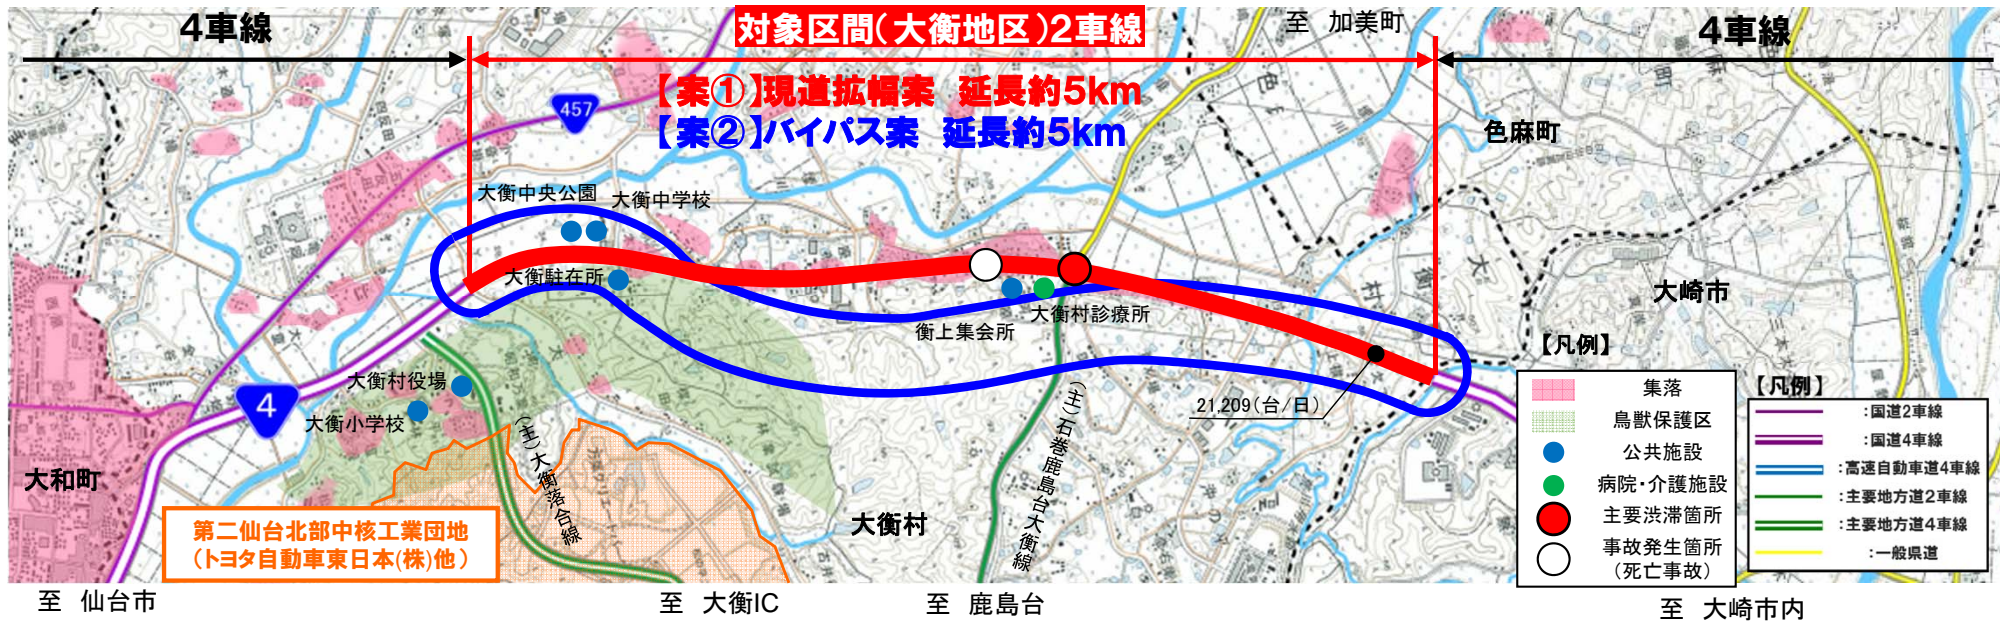 4車線
対象区間(大衡地区)2車線
至 加美町
4車線
【案①】現道拡幅案 延長約5km
【案②】バイパス案 延長約5km
457
色麻町
大衡中央公園
大衡中学校
大衡駐在所
大崎市
衡上集会所
大衡村診療所
村
大衡村役場
大衡小学校
4
21,209(台/日)
(主)大衡落合線
(主)石巻鹿島台大衡線
大和町
大衡村
第二仙台北部中核工業団地
(トヨタ自動車東日本(株)他)
【凡例】
集落
鳥獣保護区
公共施設
病院・介護施設
主要渋滞箇所
事故発生箇所
(死亡事故)
【凡例】
:国道2車線
:国道4車線
:高速自動車道4車線
:主要地方道2車線
:主要地方道4車線
:一般県道
至 仙台市
至 大衡IC
至 鹿島台
至 大崎市内